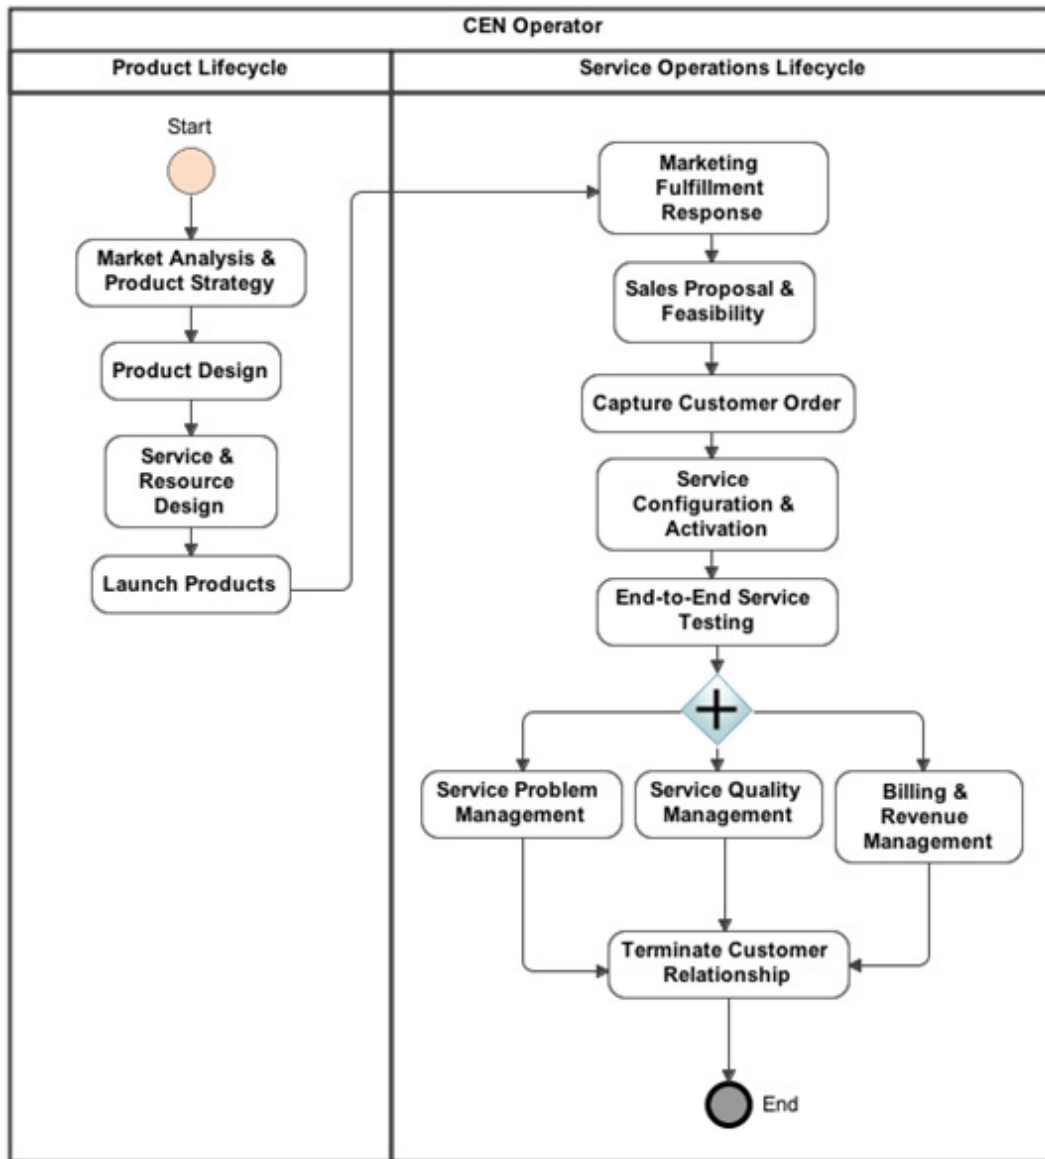 CEN Operator
Product Lifecycle
Service Operations Lifecycle
Start
Market Analysis &
Product Strategy
Product Design
Service &
Resource
Design
Launch Products
Marketing
Fulfillment
Response
Sales Proposal &
Feasibility
Capture Customer Order
Service
Configuration &
Activation
End-to-End Service
Testing
Service Problem
Management
Service Quality
Management
Billing &
Revenue
Management
Terminate Customer
Relationship
End